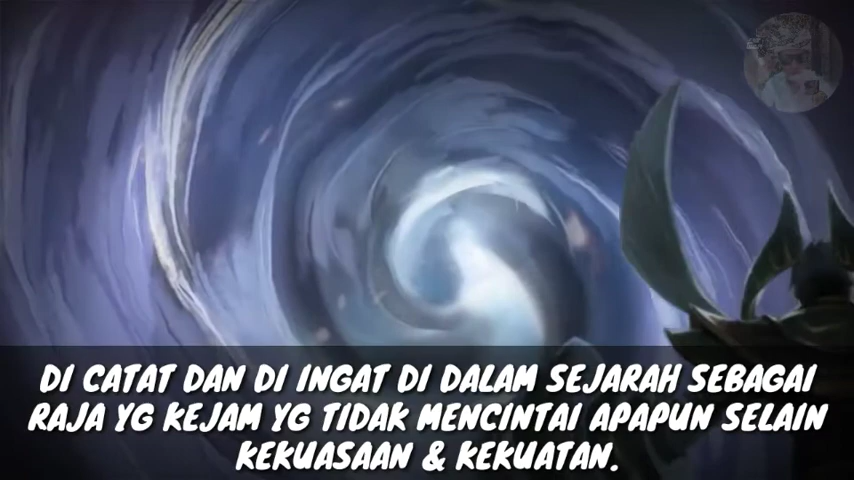 DI CATAT DAN DI INGAT DI DALAM SEJARAH SEBAGAI
RAJA YG KEJAM YG TIDAK MENCINTAI APAPUN SELAIN
KEKUASAAN & KEKUATAN.